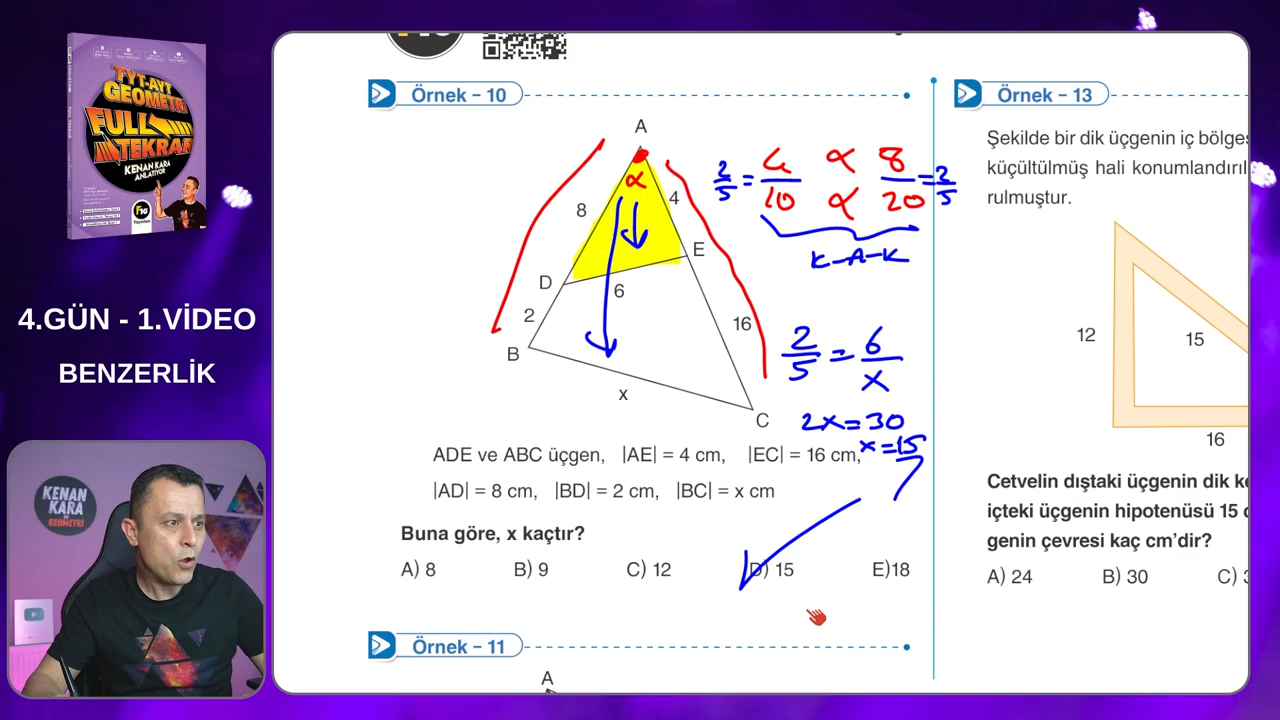 TYT-AYT
GEOMETRİ
FULL
TEKRAR
KENAN KARA
ANLATIYOR
4.GÜN - 1.VİDEO
BENZERLİK
KENAN
KARA
GEOMETRİ
Örnek – 10
A
α
8
4
D
E
6
2
16
B
x
C
2/5 = 4/10 α α 8/20 = 2/5
K-A-K
2/5 = 6/x
2x=30
x=15
ADE ve ABC üçgen, |AE| = 4 cm, |EC| = 16 cm,
|AD| = 8 cm, |BD| = 2 cm, |BC| = x cm
Buna göre, x kaçtır?
A) 8 B) 9 C) 12 D) 15 E)18
Örnek – 11
A
Örnek – 13
Şekilde bir dik üçgenin iç
küçültülmüş hali
rulmuştur.
12
15
16
Cetvelin dıştaki üçgenin dik
içteki üçgenin hipotenüsü 15
genin çevresi kaç cm'dir?
A) 24 B) 30 C)